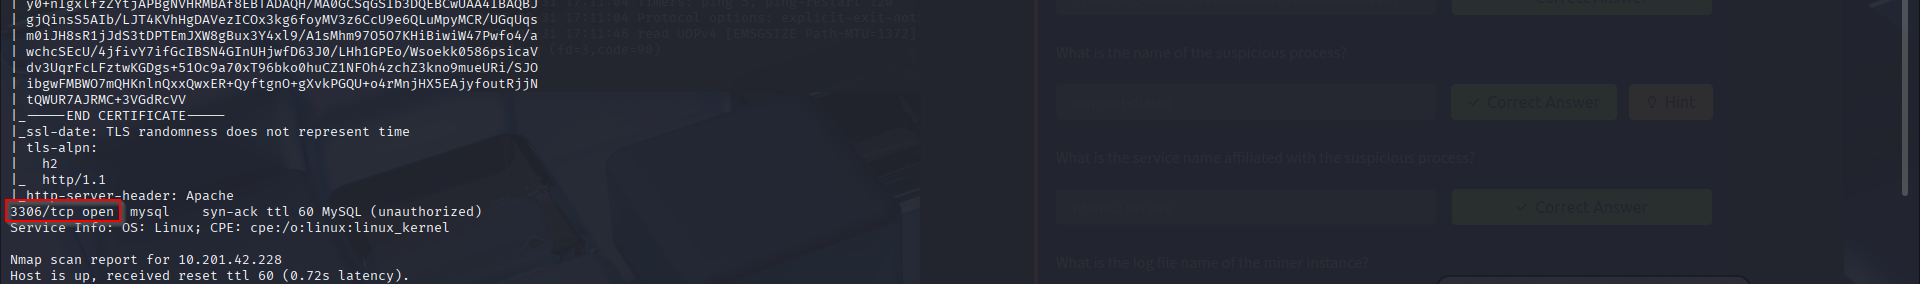 | y0+nIgxlfzZYtjAPBgNVHRMBAf8EBTADAQH/MA0GCSqGSIb3DQEBCwUAA4IBAQBJ
| gjQinsS5AIb/LJT4KVhHgDAVezICOx3kg6foyMV3z6CcU9e6QLuMpyMCR/UGqUqs
| m0iJH8sR1jJdS3tDPTEmJXW8gBux3Y4xl9/A1sMhm97O5O7KHiBiwiW47Pwfo4/a
| wchcSEcU/4jfivY7ifGcIBSN4GInUHjwfD63J0/LHh1GPEo/Wsoekk0586psicaV
| dv3UqrFcLFztwKGDgs+51Oc9a70xT96bko0huCZ1NFOh4zchZ3kno9mueURi/SJO
| ibgwFMBWO7mQHKnlnQxxQwxER+QyftgnO+gXvkPGQU+o4rMnjHX5EAjyfoutRjjN
| tQWUR7AJRMC+3VGdRcVV
|_-----END CERTIFICATE-----
|_ssl-date: TLS randomness does not represent time
| tls-alpn:
|   h2
|_  http/1.1
|_http-server-header: Apache
3306/tcp open  mysql    syn-ack ttl 60 MySQL (unauthorized)
Service Info: OS: Linux; CPE: cpe:/o:linux:linux_kernel
Nmap scan report for 10.201.42.228
Host is up, received reset ttl 60 (0.72s latency).
Correct Answer
What is the name of the suspicious process?
Correct Answer
Hint
What is the service name affiliated with the suspicious process?
Correct Answer
What is the log file name of the miner instance?